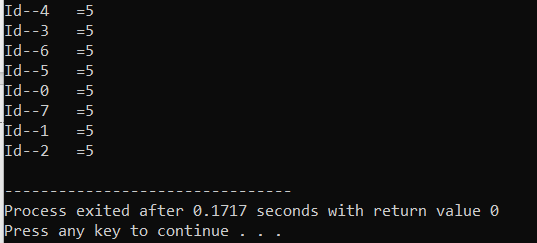 Id--4   =5
Id--3   =5
Id--6   =5
Id--5   =5
Id--0   =5
Id--7   =5
Id--1   =5
Id--2   =5
--------------------------------
Process exited after 0.1717 seconds with return value 0
Press any key to continue . . .